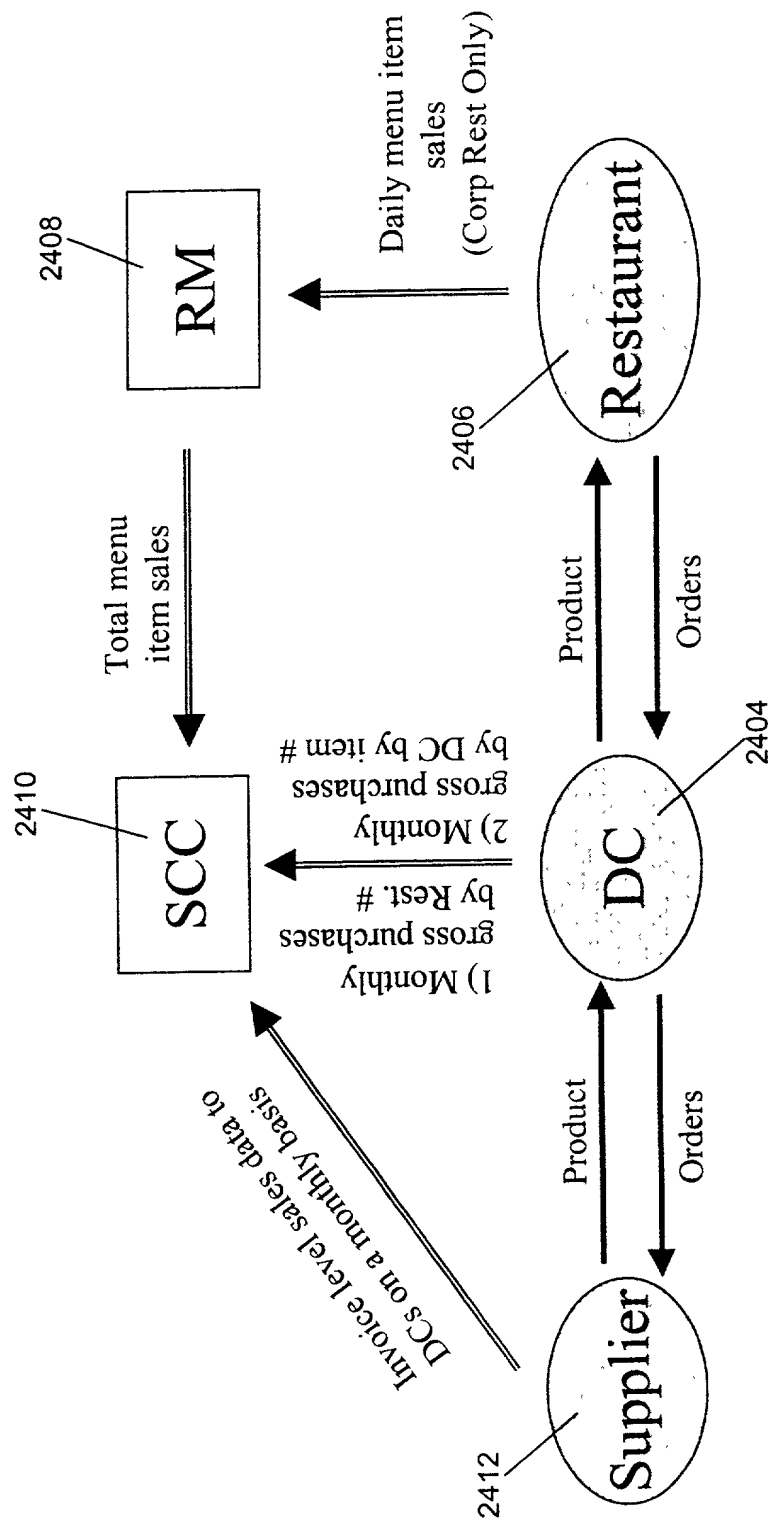 2410
SCC
Total menu
item sales
2408
RM
Invoice level sales data to
DCs on a monthly basis
1) Monthly
gross purchases
by Rest. #
2) Monthly
gross purchases
by DC by item #
Daily menu item
sales
(Corp Rest Only)
2412
Supplier
Product
Orders
DC
2404
Product
Orders
2406
Restaurant